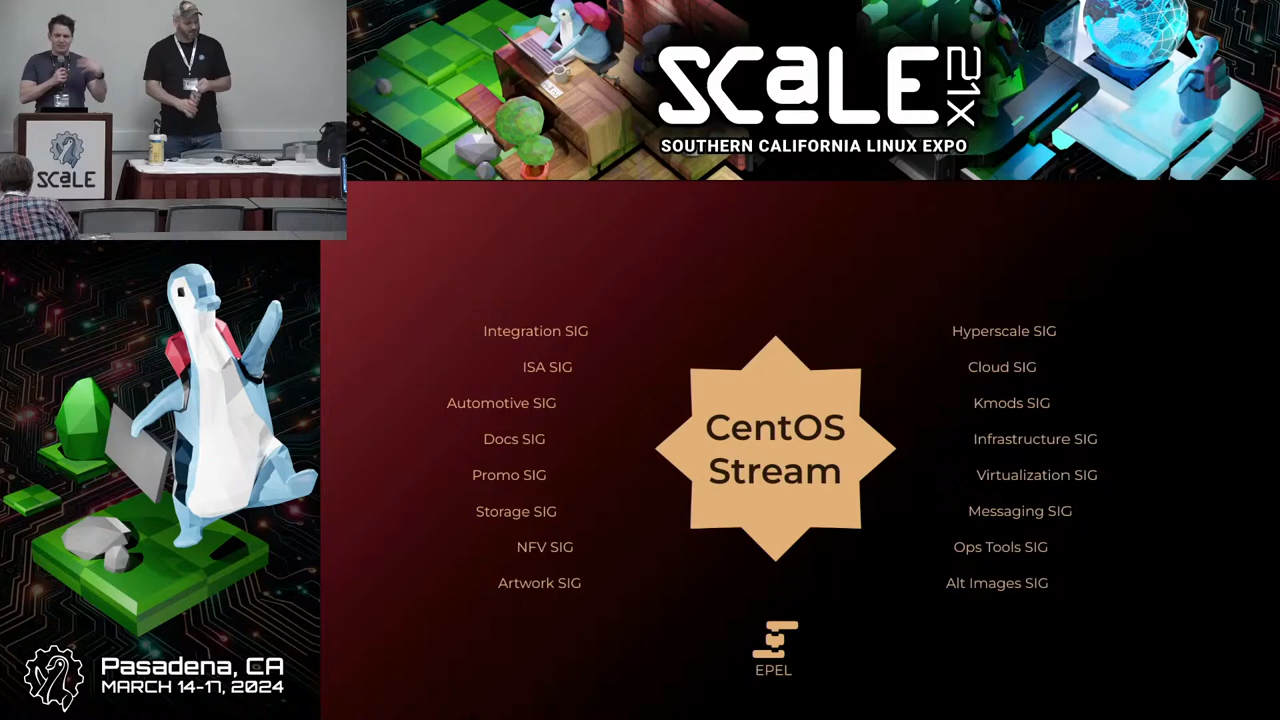 SCALE
SCALE 21X
SOUTHERN CALIFORNIA LINUX EXPO
Integration SIG
ISA SIG
Automotive SIG
Docs SIG
Promo SIG
Storage SIG
NFV SIG
Artwork SIG
CentOS
Stream
Hyperscale SIG
Cloud SIG
Kmods SIG
Infrastructure SIG
Virtualization SIG
Messaging SIG
Ops Tools SIG
Alt Images SIG
EPEL
Pasadena, CA
MARCH 14-17, 2024